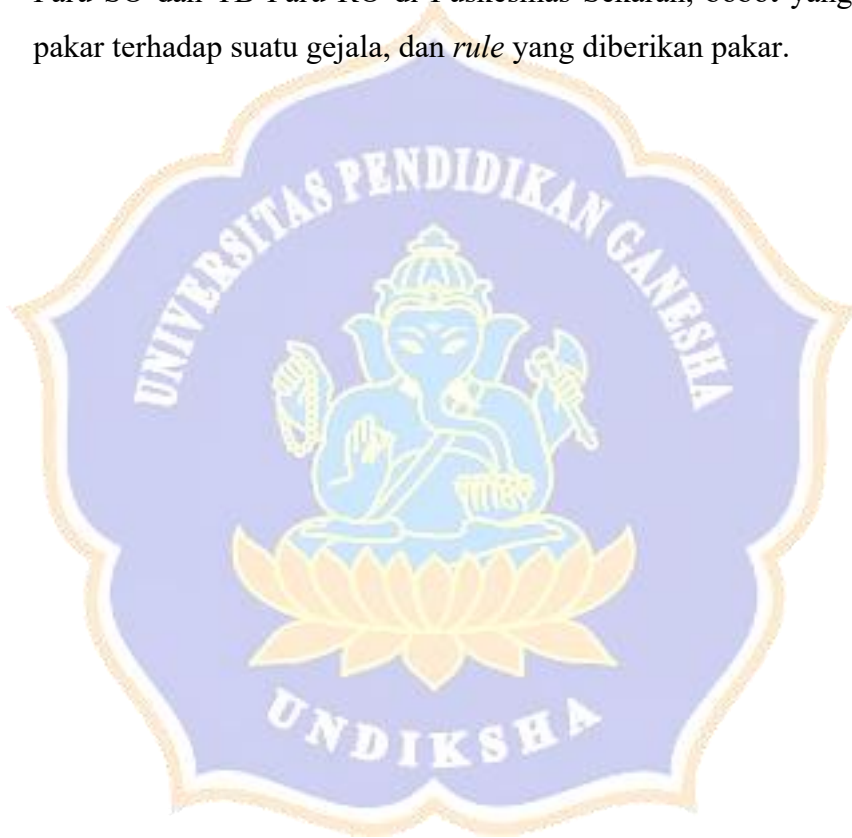 Paru SO dan TB Paru RO di Puskesmas bobot yang
pakar terhadap suatu gejala, dan rule yang diberikan pakar.
UNIVERSITAS PENDIDIKAN GANESHA
UNDIKSHA